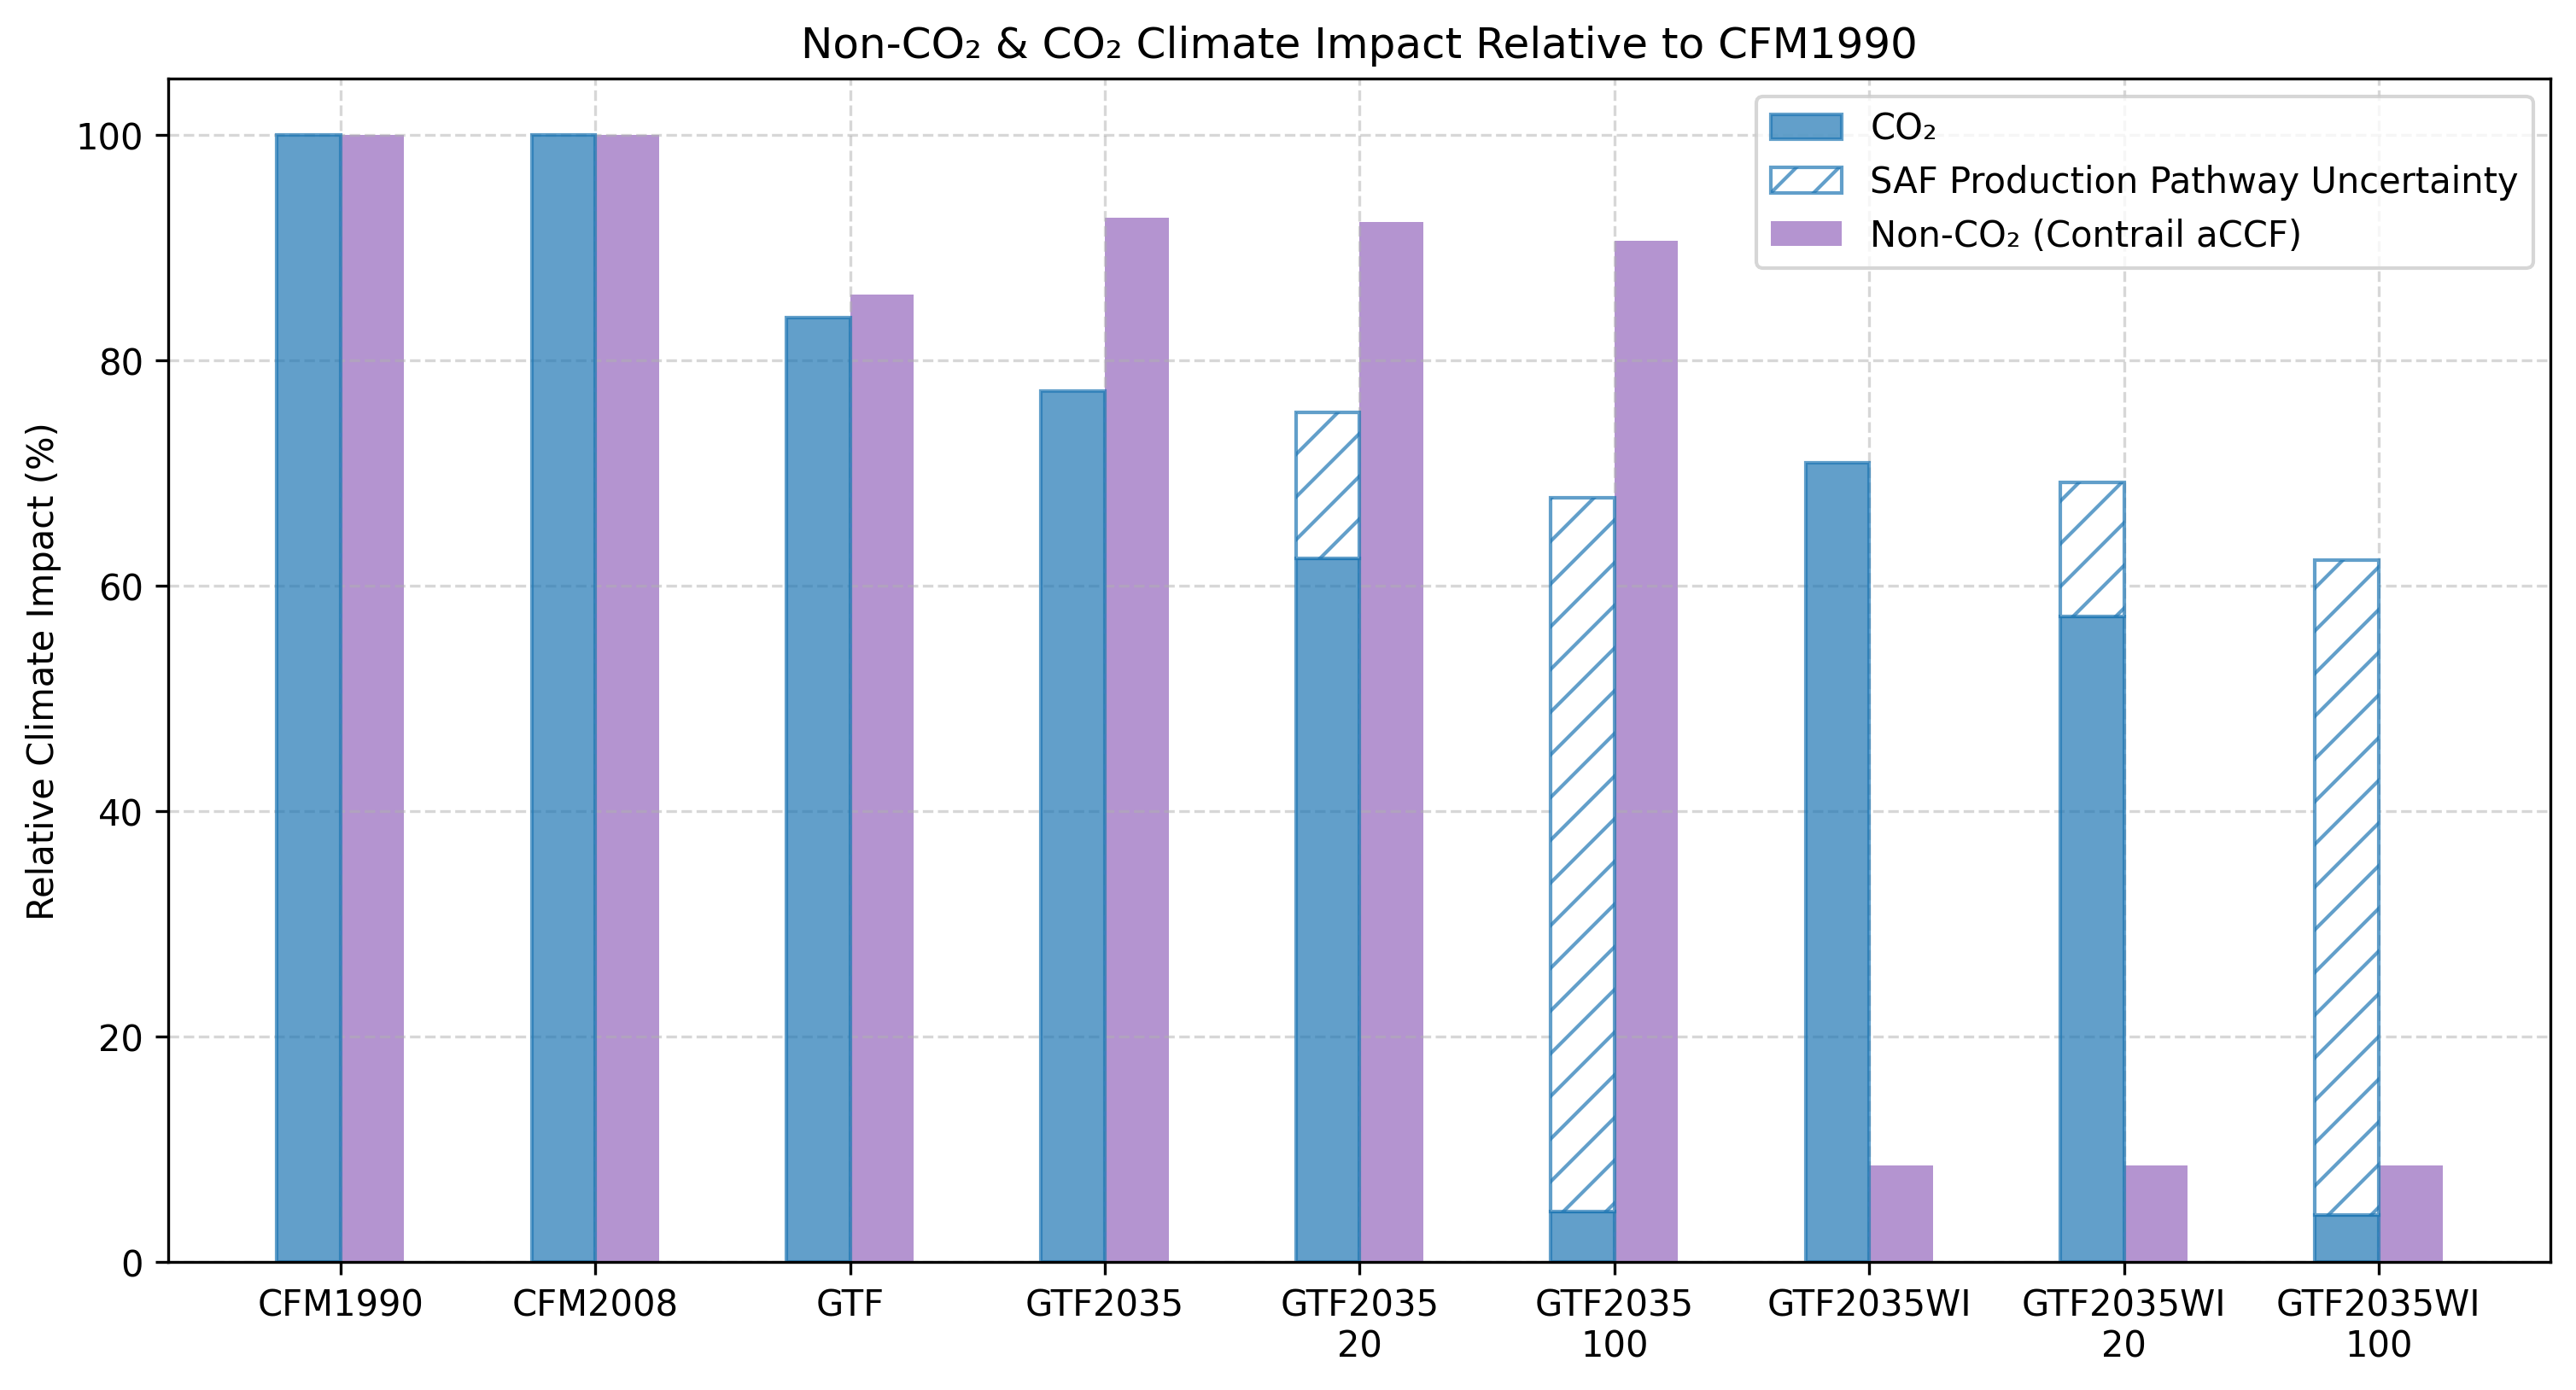 Non-CO₂ & CO₂ Climate Impact Relative to CFM1990
Relative Climate Impact (%)
100
80
60
40
20
0
CO₂
SAF Production Pathway Uncertainty
Non-CO₂ (Contrail aCCF)
CFM1990
CFM2008
GTF
GTF2035
GTF2035
20
GTF2035
100
GTF2035WI
GTF2035WI
20
GTF2035WI
100